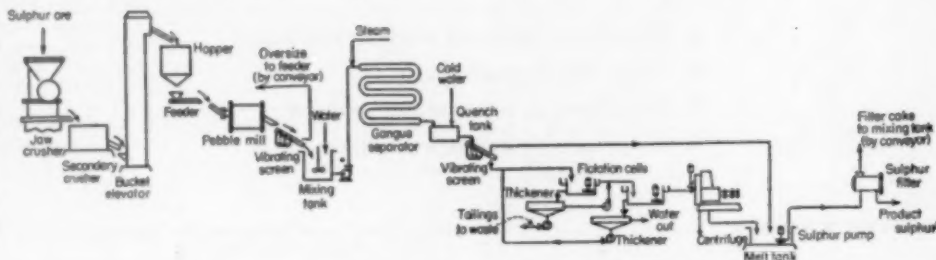 Sulphur ore
Jaw
crusher
Secondary
crusher
Bucket
elevator
Hopper
Feeder
Pebble mill
Oversize
to feeder
(by conveyor)
Water
Vibrating
screen
Mixing
tank
Steam
Gangue
separator
Cold
water
Quench
tank
Vibrating
screen
Flotation cells
Thickener
Tailings
to waste
Water
out
Thickener
Centrifuge
Melt tank
Sulphur pump
Filter cake
to mixing tank
(by conveyor)
Sulphur
filter
Product
sulphur